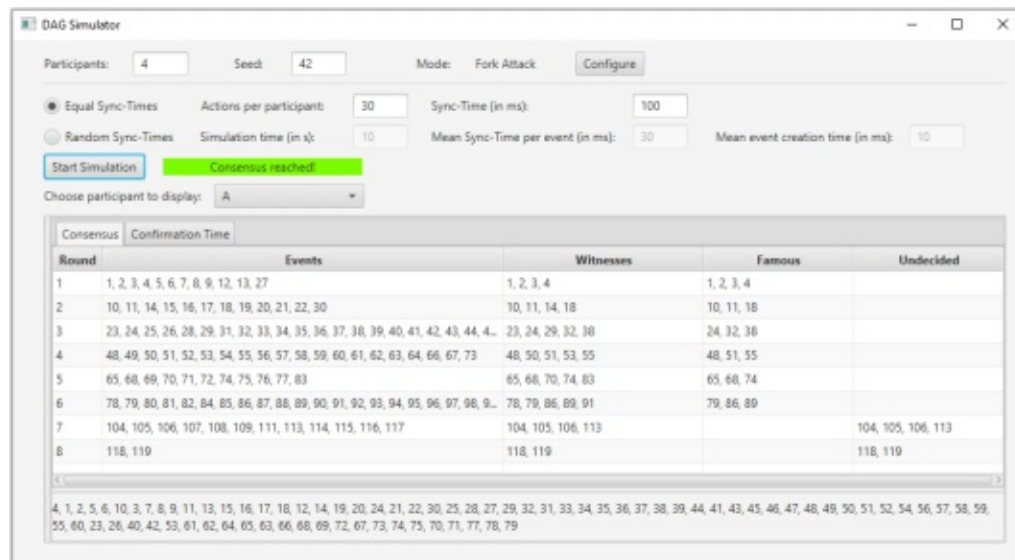 DAG Simulator
Participants: 4 Seed: 42 Mode: Fork Attack Configure
Equal Sync-Times Actions per participant: 30 Sync-Time (in ms): 100
Random Sync-Times Simulation time (in s): 10 Mean Sync-Time per event (in ms): 30 Mean event creation time (in ms): 10
Start Simulation Consensus reached!
Choose participant to display: A
Consensus Confirmation Time
Round Events Witnesses Famous Undecided
1 1, 2, 3, 4, 5, 6, 7, 8, 9, 12, 13, 27 1, 2, 3, 4 1, 2, 3, 4
2 10, 11, 14, 15, 16, 17, 18, 19, 20, 21, 22, 30 10, 11, 14, 18 10, 11, 18
3 23, 24, 25, 26, 28, 29, 31, 32, 33, 34, 35, 36, 37, 38, 39, 40, 41, 42, 43, 44, 4... 23, 24, 29, 32, 38 24, 32, 38
4 48, 49, 50, 51, 52, 53, 54, 55, 56, 57, 58, 59, 60, 61, 62, 63, 64, 66, 67, 73 48, 50, 51, 53, 55 48, 51, 55
5 65, 68, 69, 70, 71, 72, 74, 75, 76, 77, 83 65, 68, 70, 74, 83 65, 68, 74
6 78, 79, 80, 81, 82, 84, 85, 86, 87, 88, 89, 90, 91, 92, 93, 94, 95, 96, 97, 98, 9... 78, 79, 86, 89, 91 79, 86, 89
7 104, 105, 106, 107, 108, 109, 111, 113, 114, 115, 116, 117 104, 105, 106, 113 104, 105, 106, 113
8 118, 119 118, 119 118, 119
4, 1, 2, 5, 6, 10, 3, 7, 8, 9, 11, 13, 15, 16, 17, 18, 12, 14, 19, 20, 24, 21, 22, 30, 25, 28, 27, 29, 32, 31, 33, 34, 35, 36, 37, 38, 39, 44, 41, 43, 45, 46, 47, 48, 49, 50, 51, 52, 54, 56, 57, 58, 59,
55, 60, 23, 26, 40, 42, 53, 61, 62, 64, 65, 63, 66, 68, 69, 72, 67, 73, 74, 75, 70, 71, 77, 78, 79